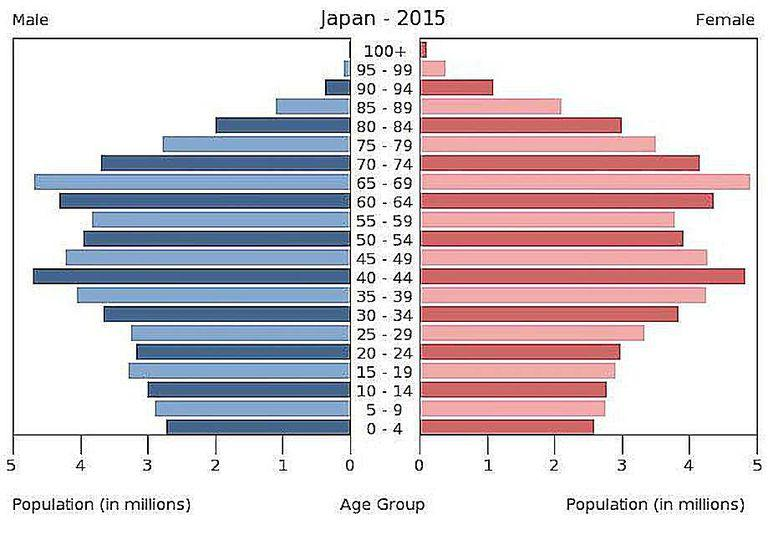 Male
Japan - 2015
Female
100+
95 - 99
90 - 94
85 - 89
80 - 84
75 - 79
70 - 74
65 - 69
60 - 64
55 - 59
50 - 54
45 - 49
40 - 44
35 - 39
30 - 34
25 - 29
20 - 24
15 - 19
10 - 14
5 - 9
0 - 4
5 4 3 2 1 0 0 1 2 3 4 5
Population (in millions)
Age Group
Population (in millions)